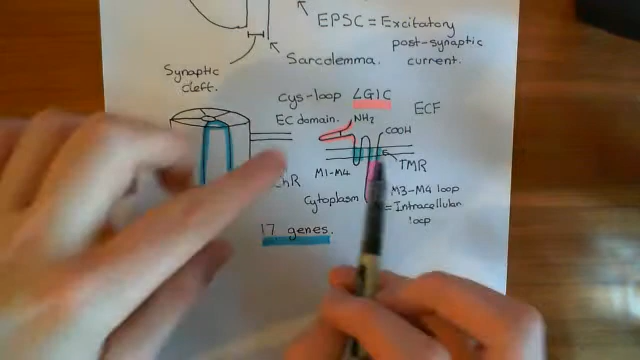 EPSC = Excitatory
post-synaptic
current.
Sarcolemma.
Synaptic
cleft.
cys-loop LGIC
EC domain.
NH2
ECF
COOH
TMR
M1-M4
Cytoplasm
M3-M4 loop
= Intracellular
loop
17 genes.